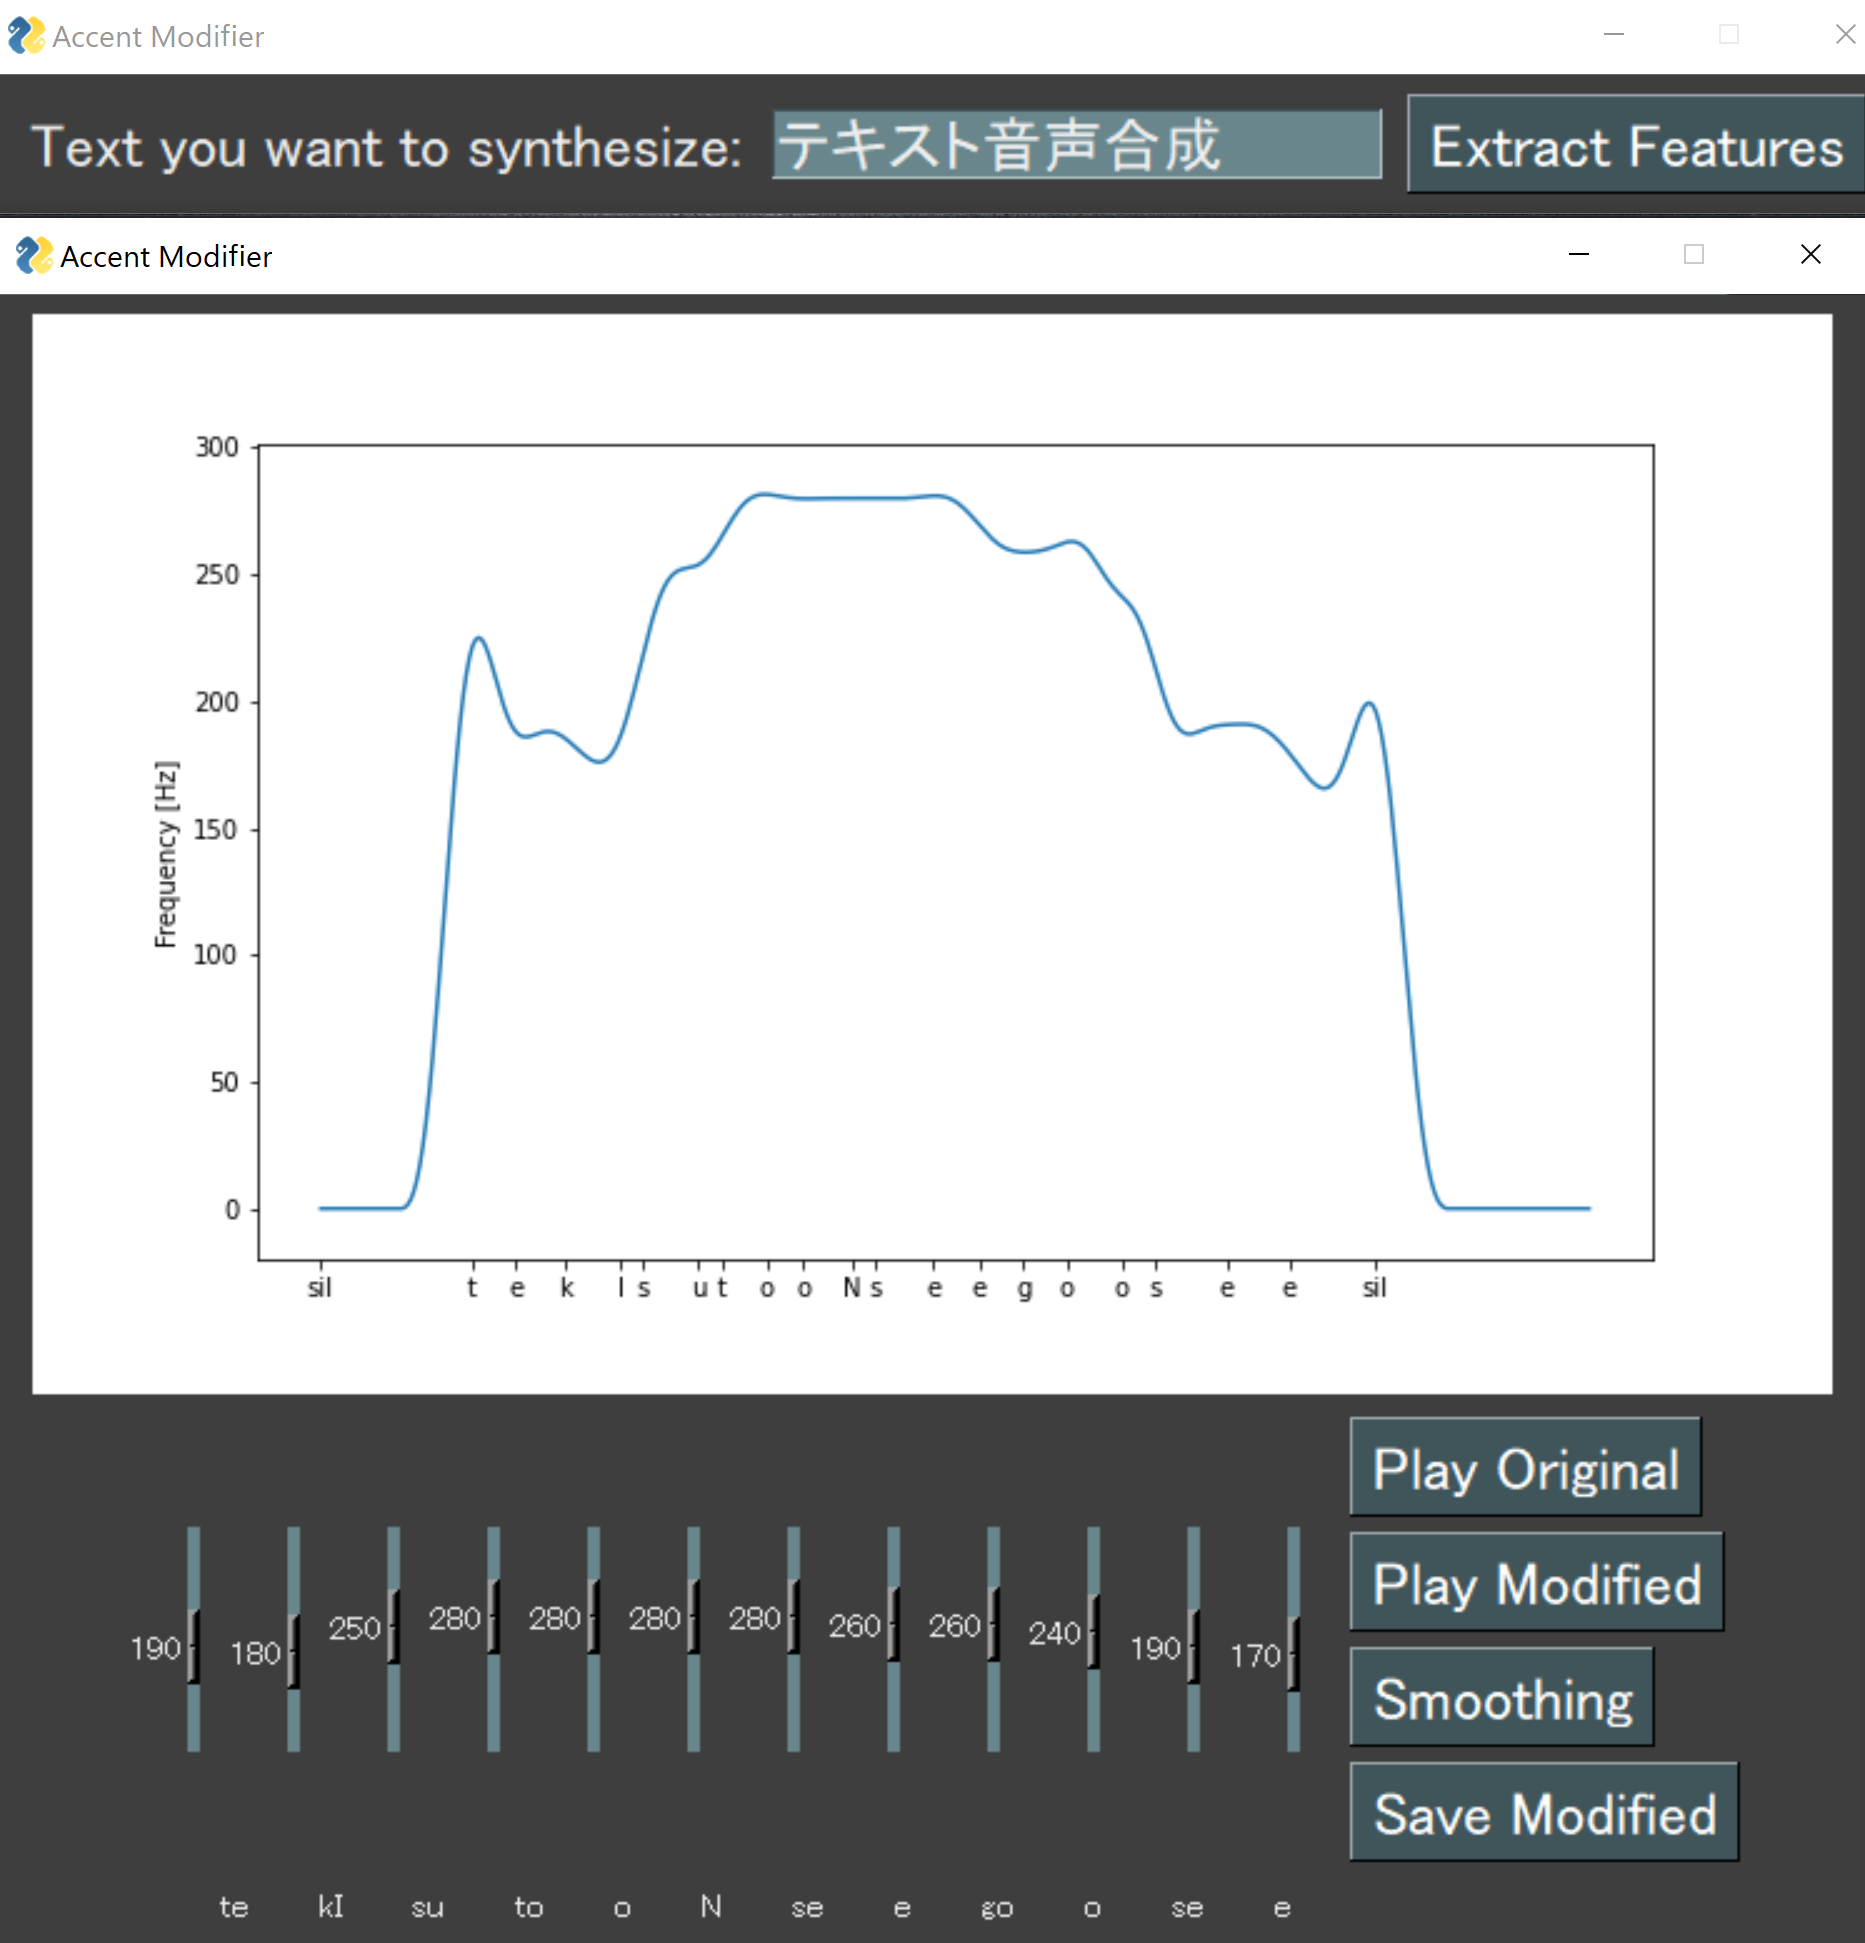 Accent Modifier
Text you want to synthesize: テキスト音声合成 Extract Features
Accent Modifier
300
250
200
150
100
50
0
Frequency [Hz]
sil t e k I s u t o o N s e e g o o s e e sil
190 180 250 280 280 280 280 260 260 240 190 170
te kI su to o N se e go o se e
Play Original
Play Modified
Smoothing
Save Modified